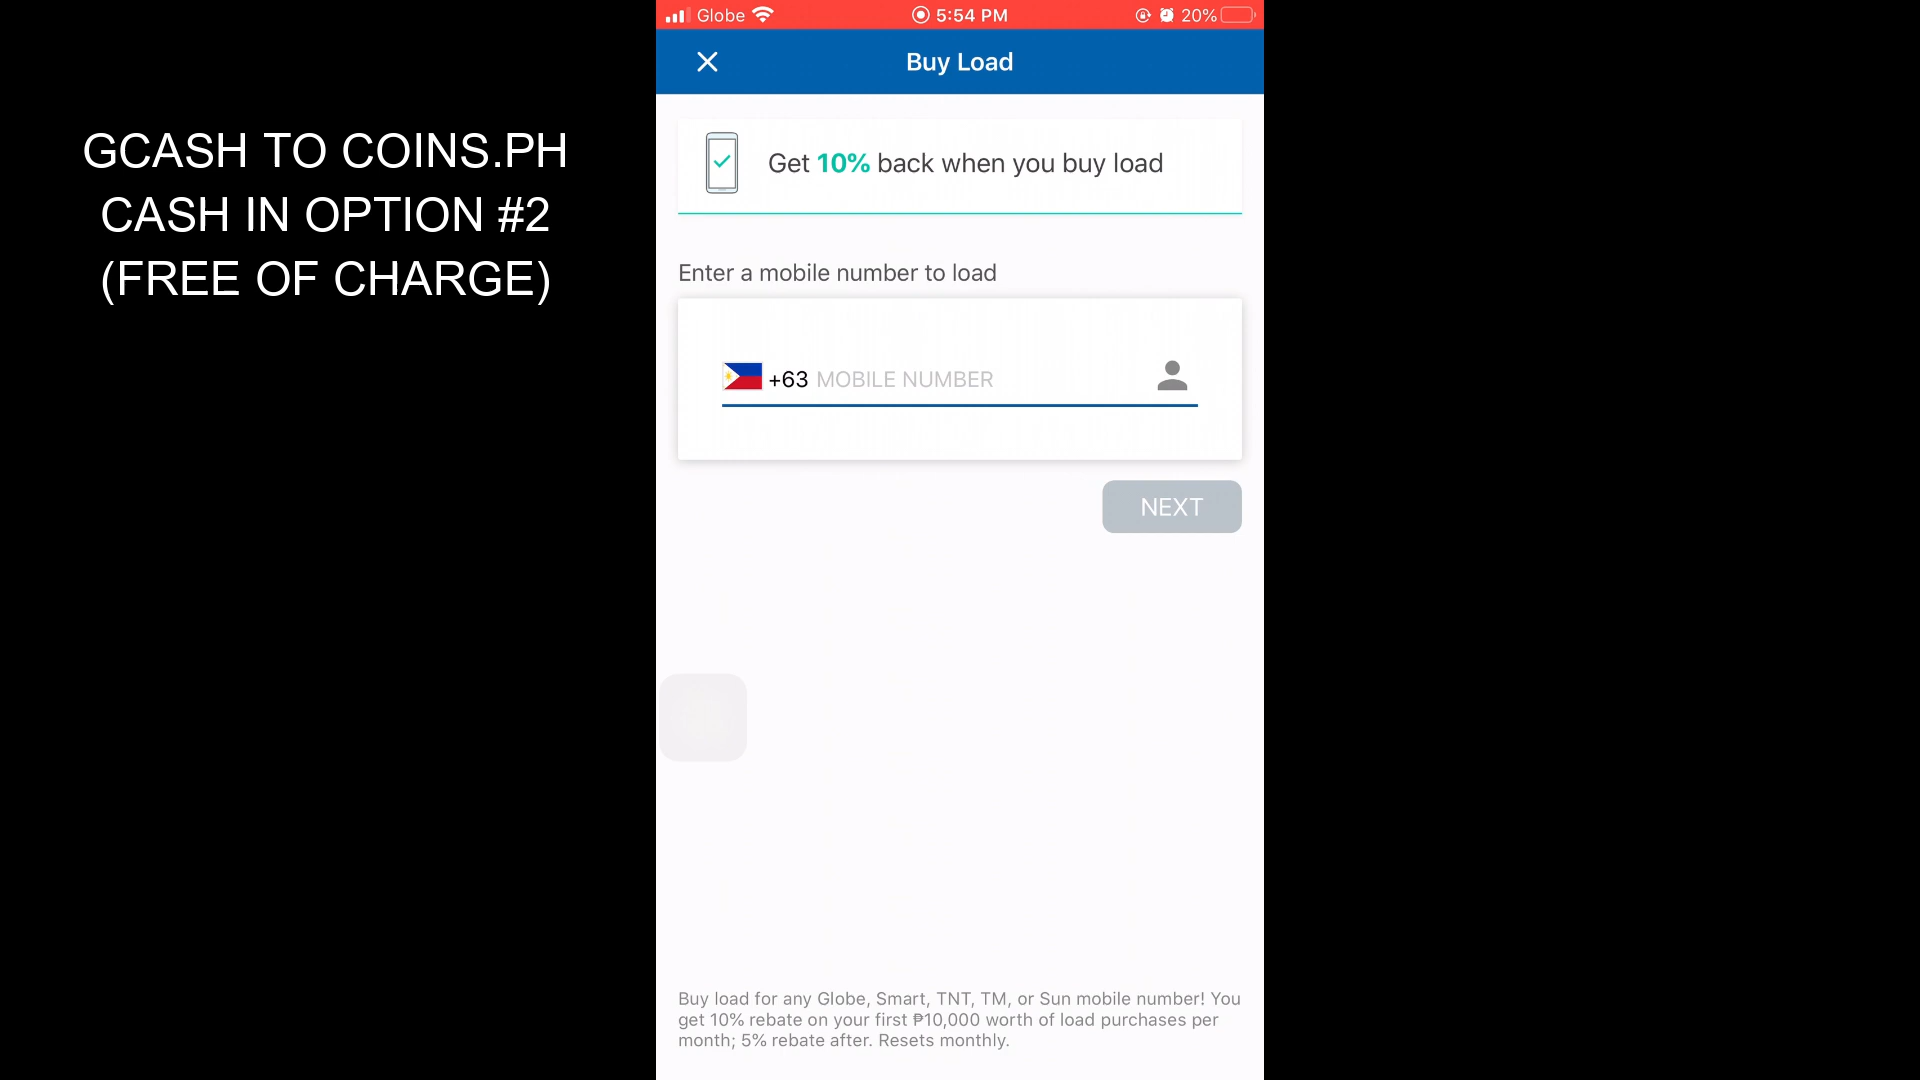 GCASH TO COINS.PH
CASH IN OPTION #2
(FREE OF CHARGE)
Globe 5:54 PM 20%
Buy Load
Get 10% back when you buy load
Enter a mobile number to load
+63 MOBILE NUMBER
NEXT
Buy load for any Globe, Smart, TNT, TM, or Sun mobile number! You
get 10% rebate on your first ₱10,000 worth of load purchases per
month; 5% rebate after. Resets monthly.